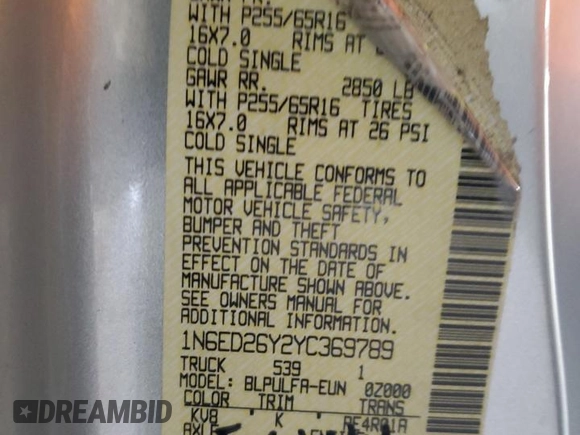 WITH P255/65R16
16X7.0 RIMS AT
COLD SINGLE
GAWR RR. 2850 LB
WITH P255/65R16 TIRES
16X7.0 RIMS AT 26 PSI
COLD SINGLE
THIS VEHICLE CONFORMS TO
ALL APPLICABLE FEDERAL
MOTOR VEHICLE SAFETY,
BUMPER AND THEFT
PREVENTION STANDARDS IN
EFFECT ON THE DATE OF
MANUFACTURE SHOWN ABOVE.
SEE OWNERS MANUAL FOR
ADDITIONAL INFORMATION.
1N6ED26Y2YC369789
TRUCK 539 1
MODEL: BLPULFA-EUN 0Z000
COLOR TRIM TRANS
KV8 K RE4R01A
AXLE
DREAMBID